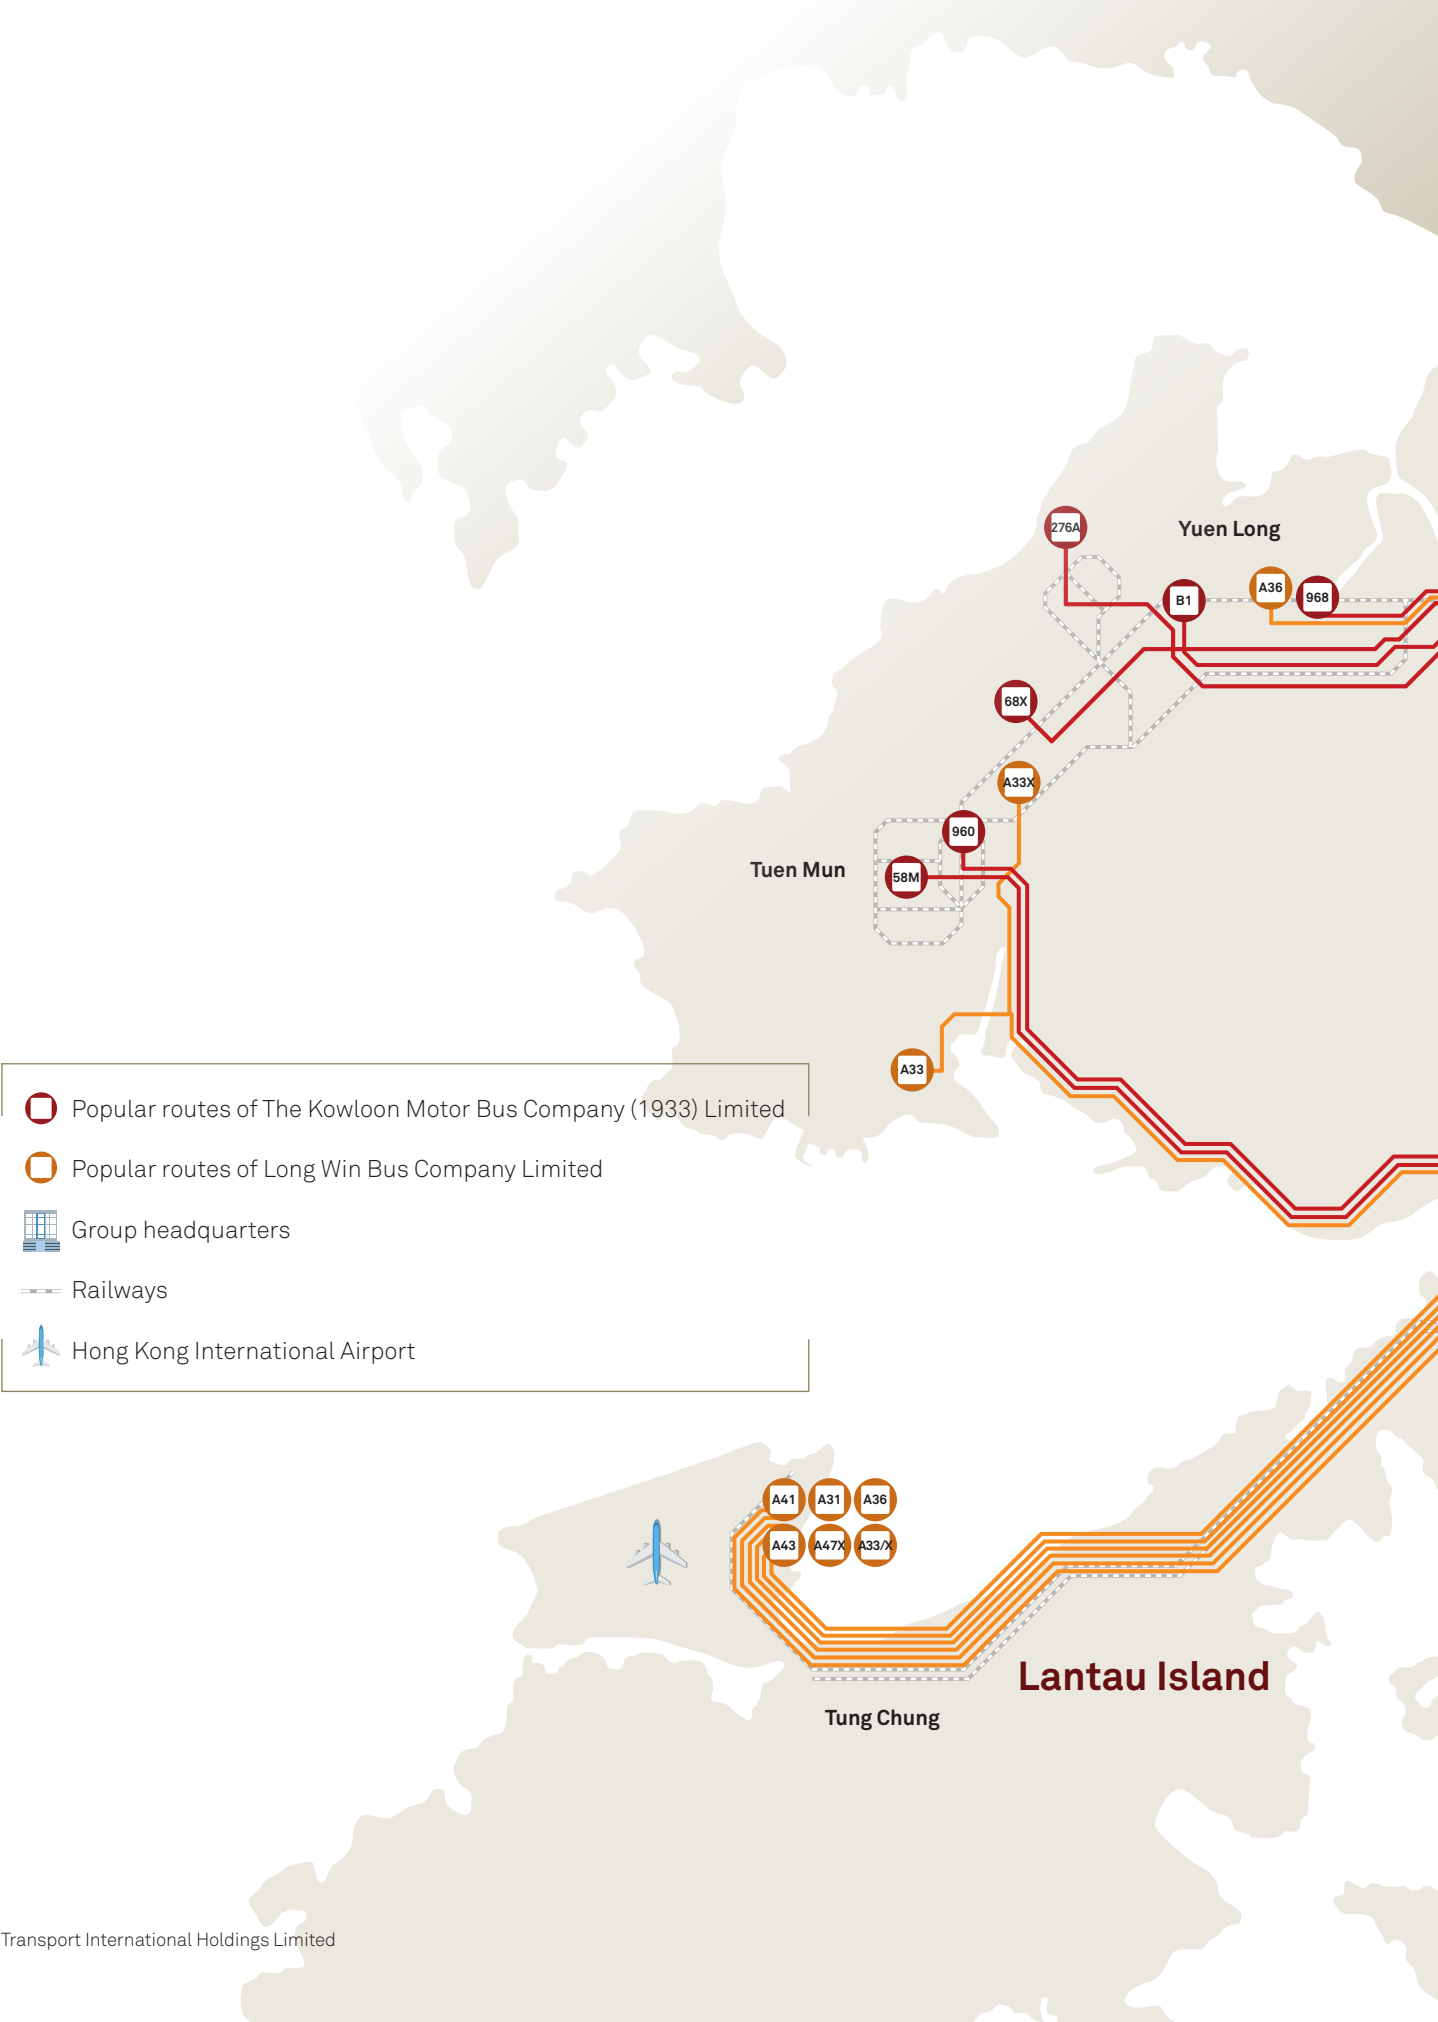 276A
Yuen Long
A36
968
B1
68X
A33X
960
Tuen Mun
58M
A33
Popular routes of The Kowloon Motor Bus Company (1933) Limited
Popular routes of Long Win Bus Company Limited
Group headquarters
Railways
Hong Kong International Airport
A41 A31 A36
A43 A47X A33/X
Lantau Island
Tung Chung
Transport International Holdings Limited